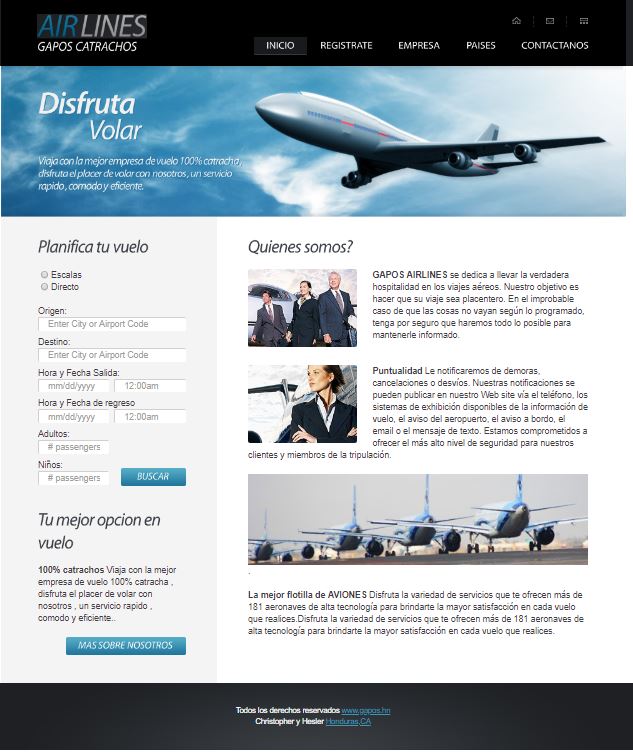 AIRLINES
GAPOS CATRACHOS
INICIO REGISTRATE EMPRESA PAISES CONTACTANOS
Disfruta
Volar
Viaja con la mejor empresa de vuelo 100% catracha,
disfruta el placer de volar con nosotros, un servicio
rapido, comodo y eficiente.
Planifica tu vuelo
Escalas
Directo
Origen:
Enter City or Airport Code
Destino:
Enter City or Airport Code
Hora y Fecha Salida:
mm/dd/yyyy 12:00am
Hora y Fecha de regreso
mm/dd/yyyy 12:00am
Adultos:
# passengers
Niños:
# passengers BUSCAR
Tu mejor opcion en
vuelo
100% catrachos Viaja con la mejor
empresa de vuelo 100% catracha ,
disfruta el placer de volar con
nosotros , un servicio rapido ,
comodo y eficiente..
MAS SOBRE NOSOTROS
Quienes somos?
GAPOS AIRLINES se dedica a llevar la verdadera
hospitalidad en los viajes aéreos. Nuestro objetivo es
hacer que su viaje sea placentero. En el improbable
caso de que las cosas no vayan según lo programado,
tenga por seguro que haremos todo lo posible para
mantenerle informado.
Puntualidad Le notificaremos de demoras,
cancelaciones o desvíos. Nuestras notificaciones se
pueden publicar en nuestro Web site vía el teléfono, los
sistemas de exhibición disponibles de la información de
vuelo, el aviso del aeropuerto, el aviso a bordo, el
email o el mensaje de texto. Estamos comprometidos a
ofrecer el más alto nivel de seguridad para nuestros
clientes y miembros de la tripulación.
.
La mejor flotilla de AVIONES Disfruta la variedad de servicios que te ofrecen más de
181 aeronaves de alta tecnología para brindarte la mayor satisfacción en cada vuelo
que realices.Disfruta la variedad de servicios que te ofrecen más de 181 aeronaves de
alta tecnología para brindarte la mayor satisfacción en cada vuelo que realices.
Todos los derechos reservados www.gapos.hn
Christopher y Hesler Honduras,CA